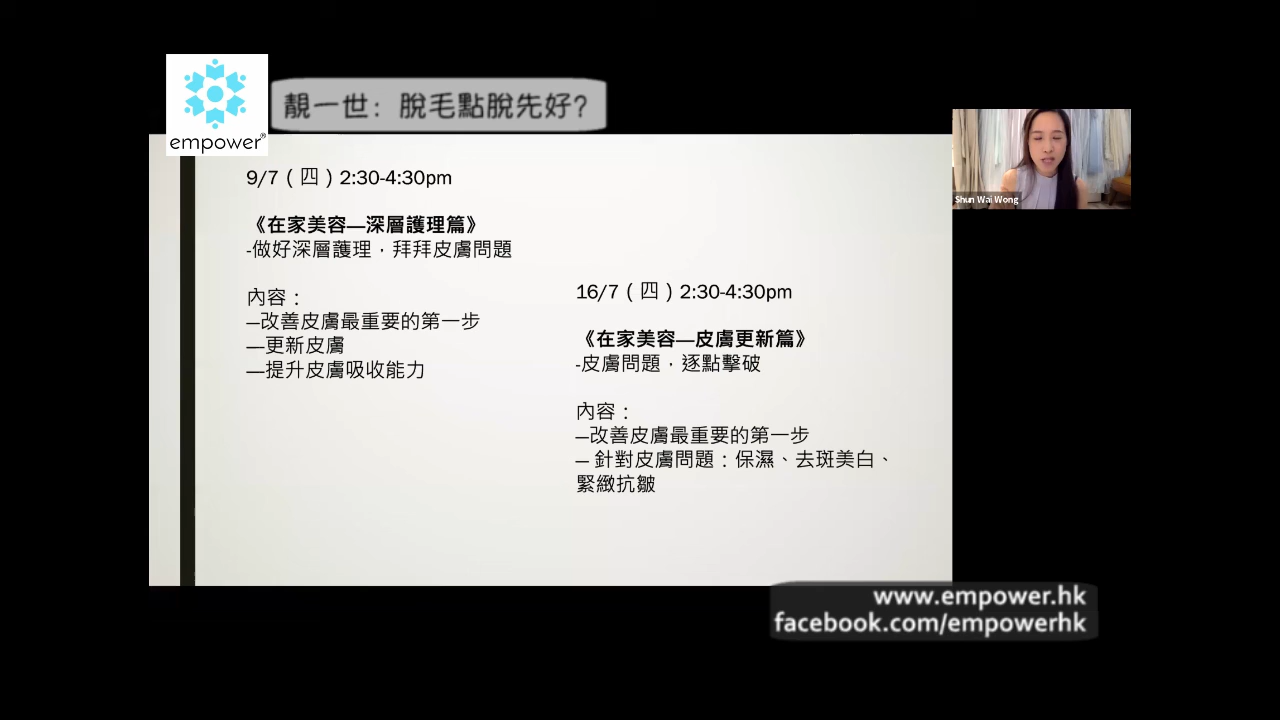 empower®
靚一世：脫毛點脫先好?
9/7（四）2:30-4:30pm
《在家美容—深層護理篇》
-做好深層護理，拜拜皮膚問題
內容：
—改善皮膚最重要的第一步
—更新皮膚
—提升皮膚吸收能力
16/7（四）2:30-4:30pm
《在家美容—皮膚更新篇》
-皮膚問題，逐點擊破
內容：
—改善皮膚最重要的第一步
— 針對皮膚問題：保濕、去斑美白、
緊緻抗皺
Shun Wai Wong
www.empower.hk
facebook.com/empowerhk